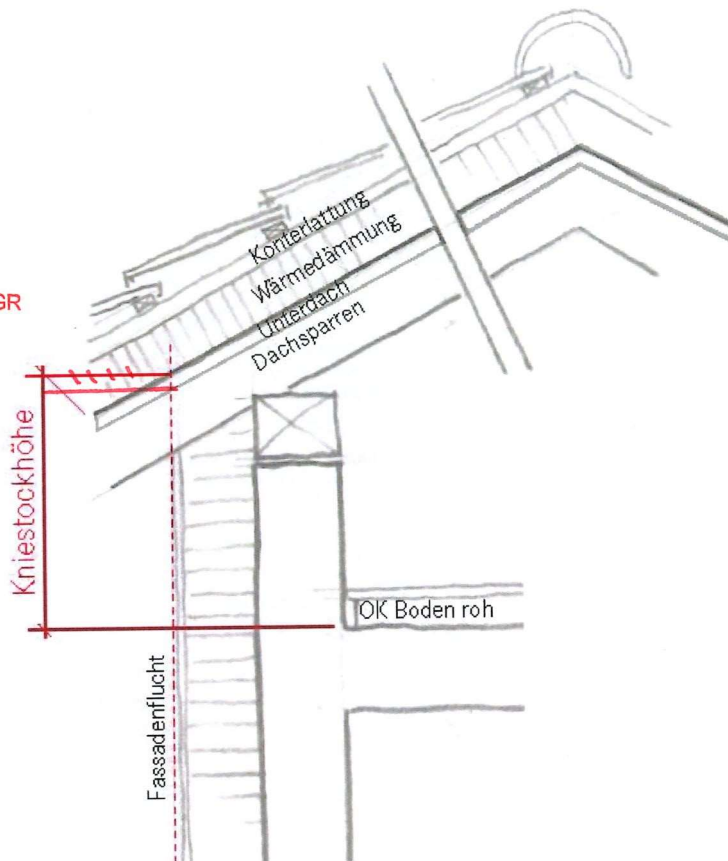 Konterlattung
Wärmedämmung
Unterdach
Dachsparren
GR
Kniestockhöhe
OK Boden roh
Fassadenflucht